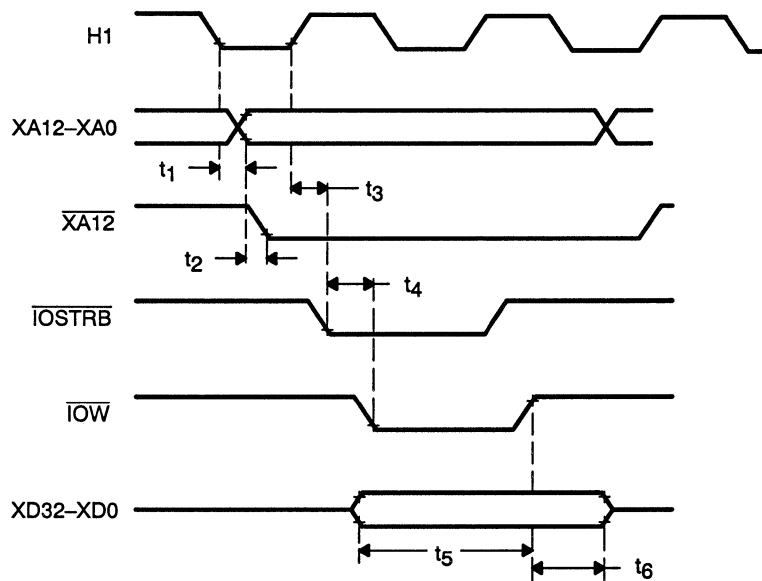 H1
XA12–XA0
t1
t3
XA12
t2
t4
IOSTRB
IOW
XD32–XD0
t5
t6